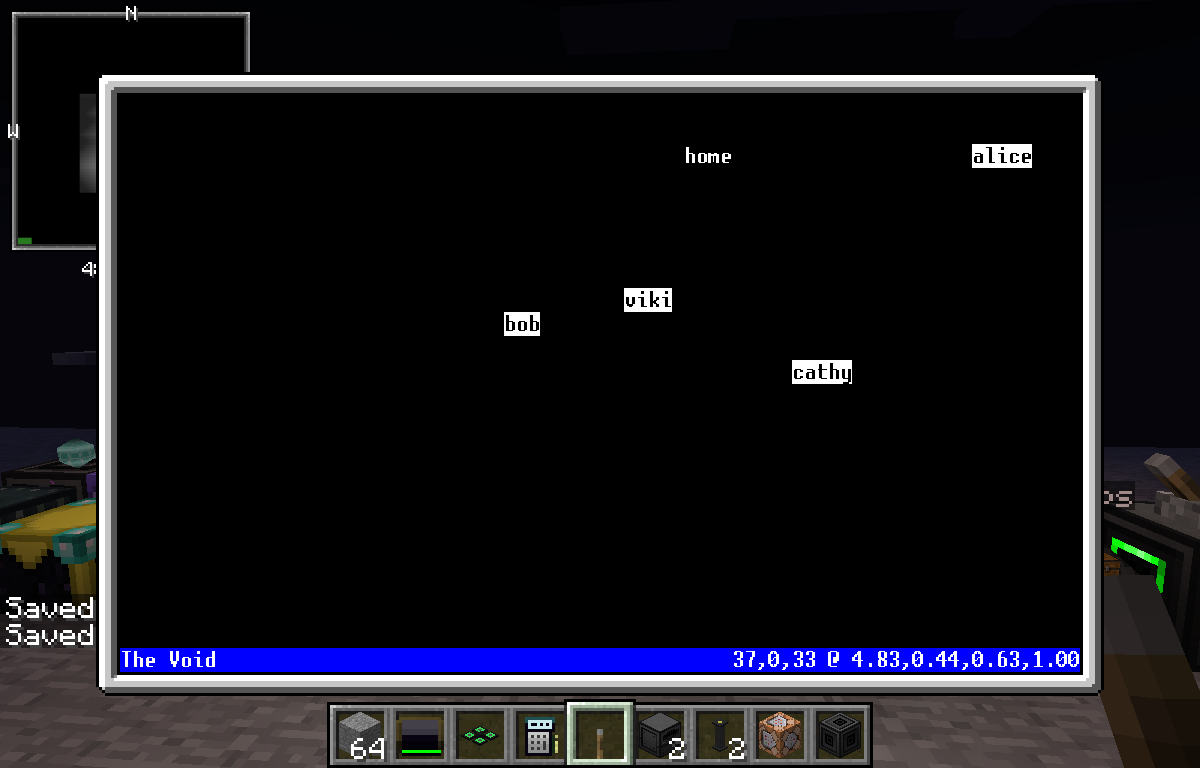 N
W
home alice
viki
bob
cathy
Saved
Saved
The Void 37,0,33 @ 4.83,0.44,0.63,1.00
64 2 2